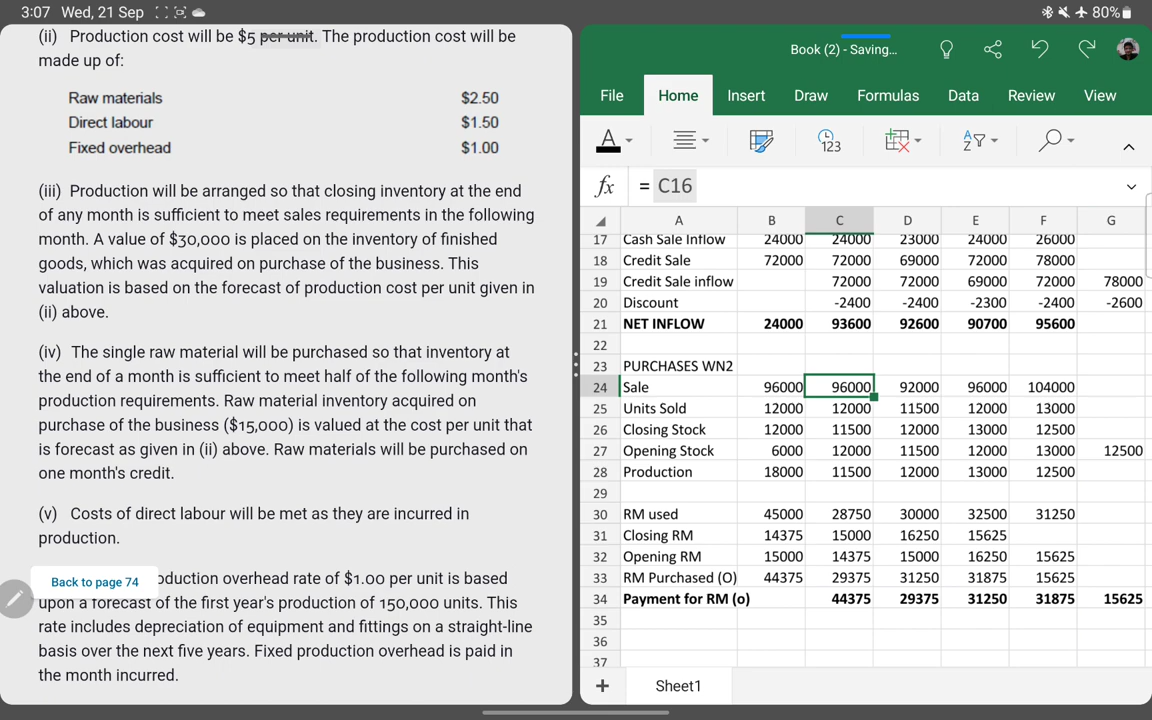 3:07 Wed, 21 Sep
80%
(ii) Production cost will be $5 per unit. The production cost will be
made up of:
Raw materials $2.50
Direct labour $1.50
Fixed overhead $1.00
(iii) Production will be arranged so that closing inventory at the end
of any month is sufficient to meet sales requirements in the following
month. A value of $30,000 is placed on the inventory of finished
goods, which was acquired on purchase of the business. This
valuation is based on the forecast of production cost per unit given in
(ii) above.
(iv) The single raw material will be purchased so that inventory at
the end of a month is sufficient to meet half of the following month's
production requirements. Raw material inventory acquired on
purchase of the business ($15,000) is valued at the cost per unit that
is forecast as given in (ii) above. Raw materials will be purchased on
one month's credit.
(v) Costs of direct labour will be met as they are incurred in
production.
Back to page 74
oduction overhead rate of $1.00 per unit is based
upon a forecast of the first year's production of 150,000 units. This
rate includes depreciation of equipment and fittings on a straight-line
basis over the next five years. Fixed production overhead is paid in
the month incurred.
Book (2) - Saving...
File Home Insert Draw Formulas Data Review View
A 123 A Z
fx = C16
A B C D E F G
17 Cash Sale Inflow 24000 24000 23000 24000 26000
18 Credit Sale 72000 72000 69000 72000 78000
19 Credit Sale inflow 72000 72000 69000 72000 78000
20 Discount -2400 -2400 -2300 -2400 -2600
21 NET INFLOW 24000 93600 92600 90700 95600
22
23 PURCHASES WN2
24 Sale 96000 96000 92000 96000 104000
25 Units Sold 12000 12000 11500 12000 13000
26 Closing Stock 12000 11500 12000 13000 12500
27 Opening Stock 6000 12000 11500 12000 13000 12500
28 Production 18000 11500 12000 13000 12500
29
30 RM used 45000 28750 30000 32500 31250
31 Closing RM 14375 15000 16250 15625
32 Opening RM 15000 14375 15000 16250 15625
33 RM Purchased (O) 44375 29375 31250 31875 15625
34 Payment for RM (o) 44375 29375 31250 31875 15625
35
36
37
+ Sheet1